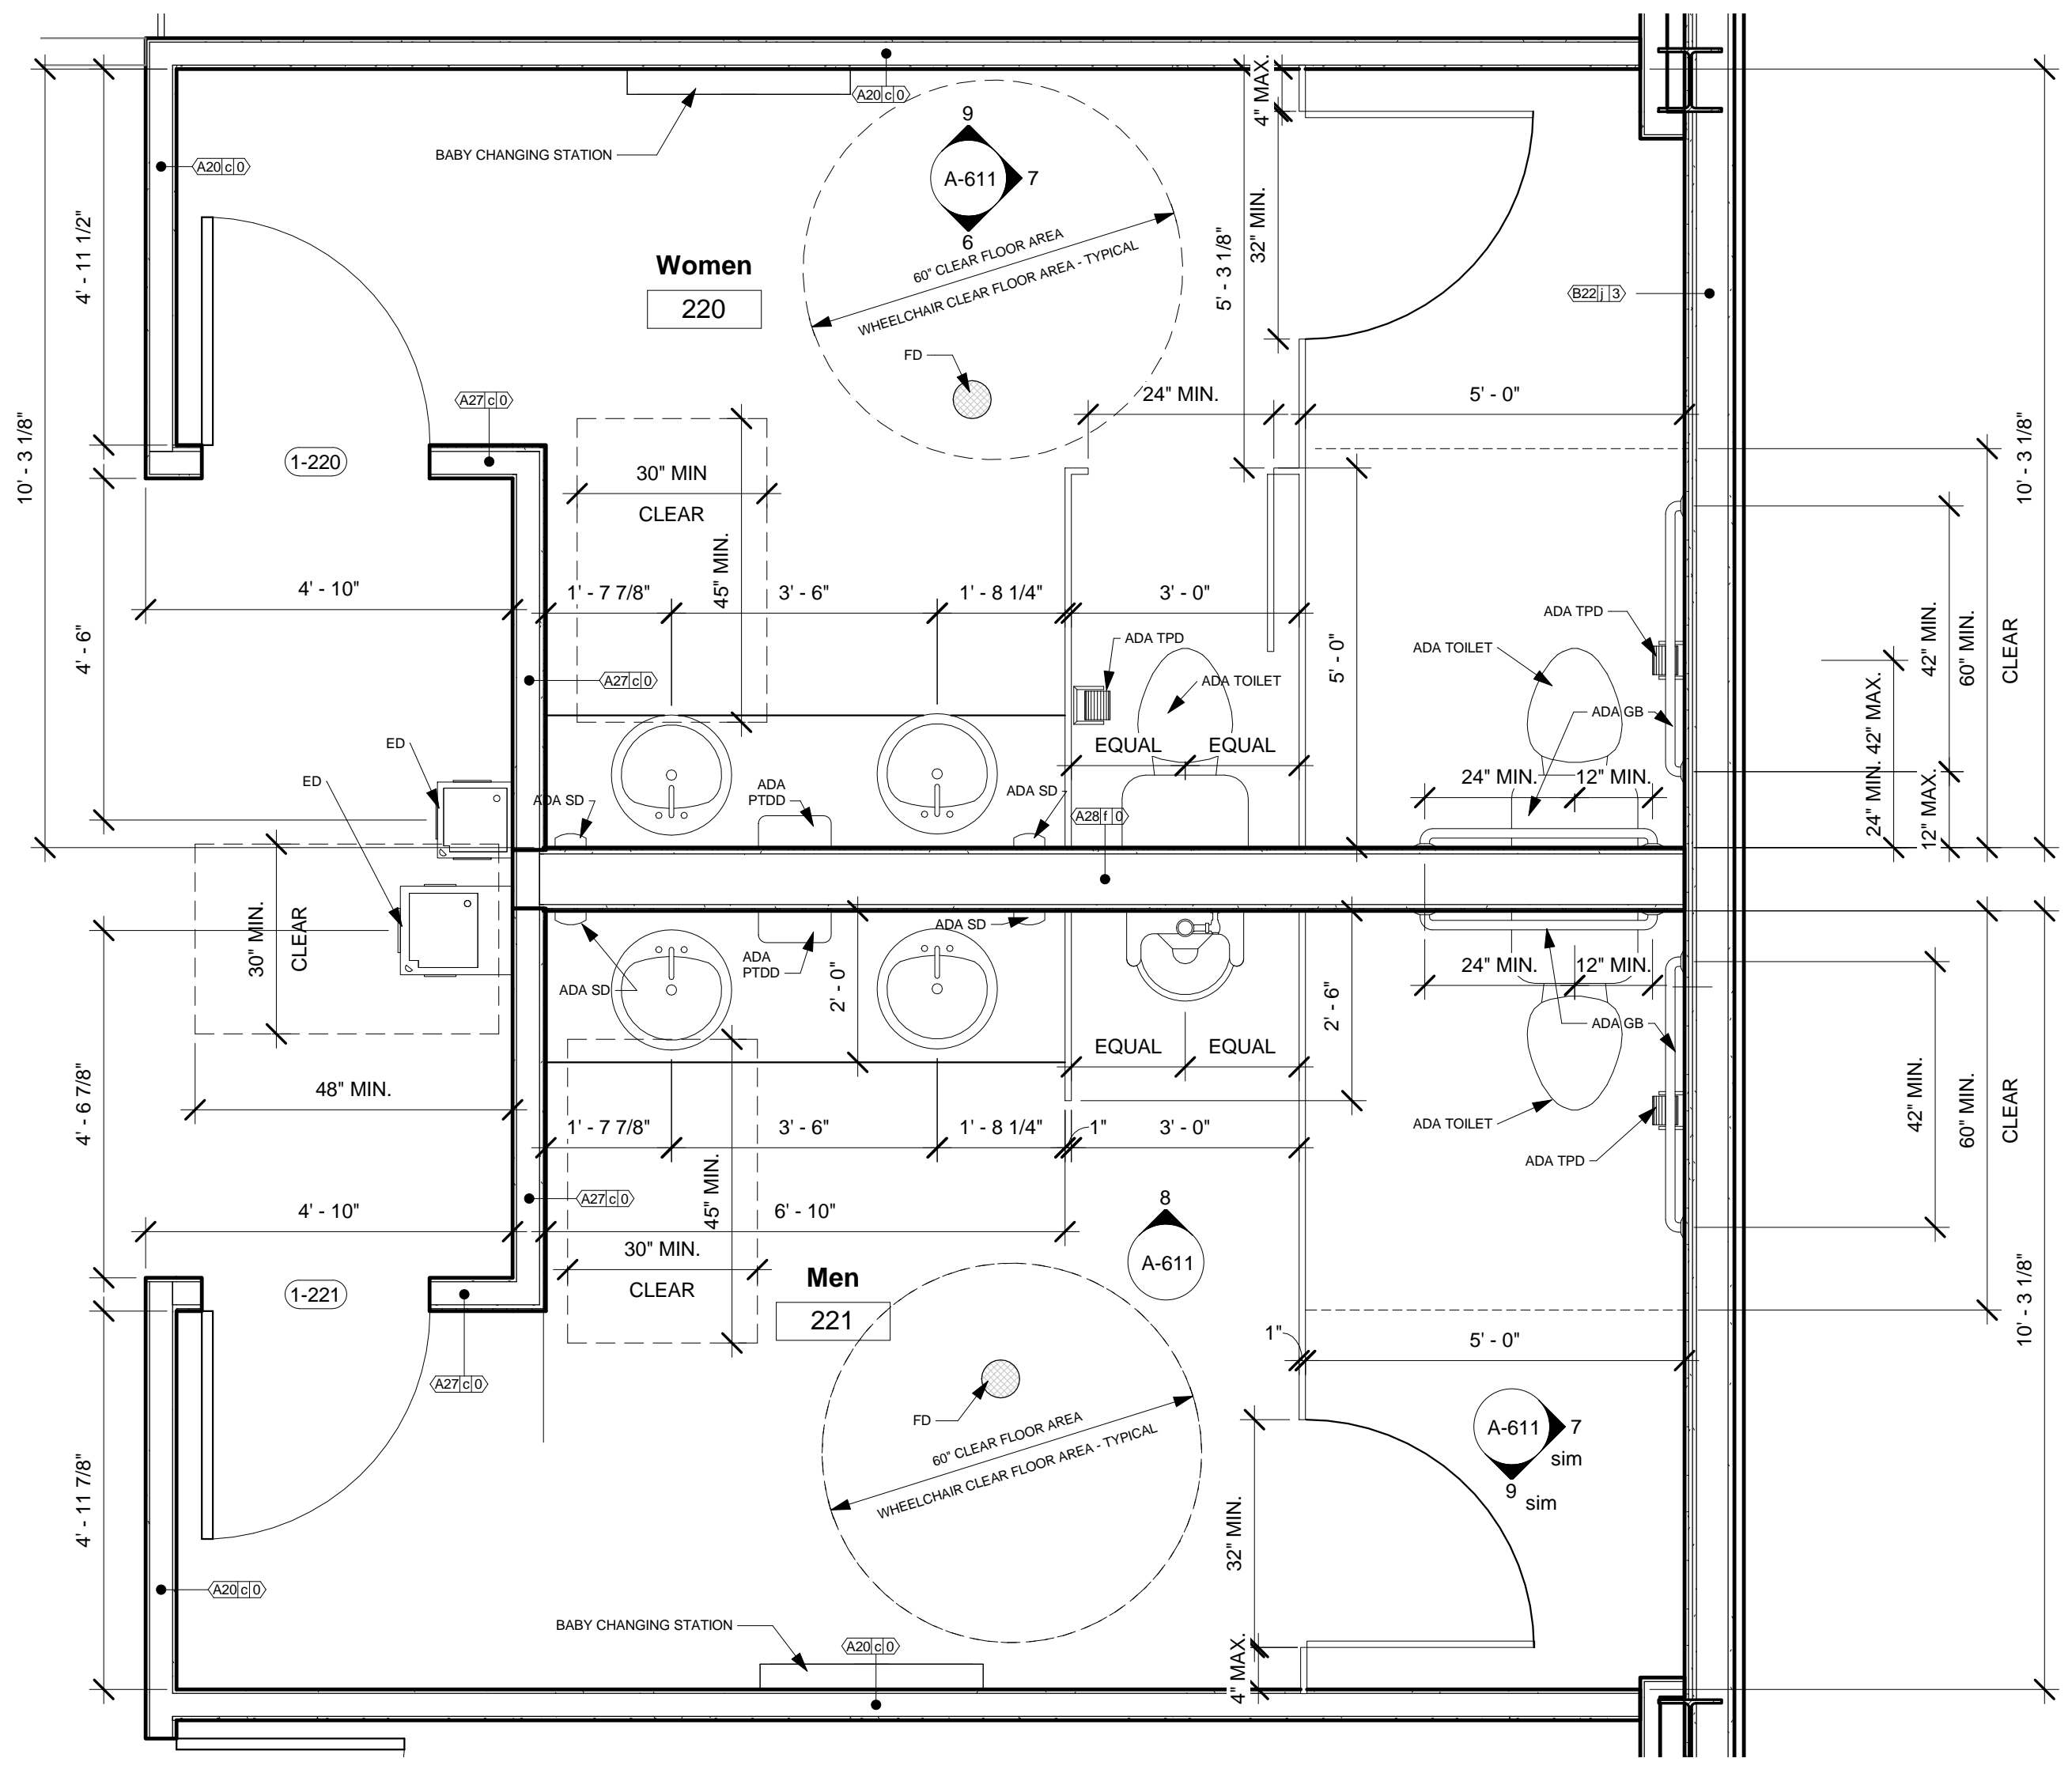 4" MAX.
A20 c 0
9
A-611
7
6
BABY CHANGING STATION
A20 c 0
4' - 11 1/2"
32" MIN.
5' - 3 1/8"
Women
220
60" CLEAR FLOOR AREA
WHEELCHAIR CLEAR FLOOR AREA - TYPICAL
B22 j 3
FD
24" MIN.
5' - 0"
A27 c 0
10' - 3 1/8"
10' - 3 1/8"
1-220
30" MIN
CLEAR
45" MIN.
4' - 10"
1' - 7 7/8"
3' - 6"
1' - 8 1/4"
3' - 0"
4' - 6"
ADA TPD
ADA TPD
5' - 0"
ADA TOILET
42" MIN.
60" MIN.
CLEAR
A27 c 0
ADA TOILET
ADA GB
42" MAX.
24" MIN.
12" MAX.
ED
EQUAL
EQUAL
24" MIN.
12" MIN.
ED
ADA SD
ADA
PTDD
ADA SD
A28 f 0
30" MIN.
CLEAR
ADA SD
ADA
PTDD
ADA SD
2' - 0"
2' - 6"
24" MIN.
12" MIN.
ADA GB
EQUAL
EQUAL
48" MIN.
4' - 6 7/8"
1' - 7 7/8"
3' - 6"
1' - 8 1/4"
1"
3' - 0"
ADA TOILET
ADA TPD
42" MIN.
60" MIN.
CLEAR
A27 c 0
45" MIN.
4' - 10"
6' - 10"
8
A-611
30" MIN.
CLEAR
Men
221
1-221
10' - 3 1/8"
1"
5' - 0"
A27 c 0
FD
60" CLEAR FLOOR AREA
WHEELCHAIR CLEAR FLOOR AREA - TYPICAL
A-611
7
sim
9
sim
4' - 11 7/8"
32" MIN.
A20 c 0
BABY CHANGING STATION
A20 c 0
4" MAX.